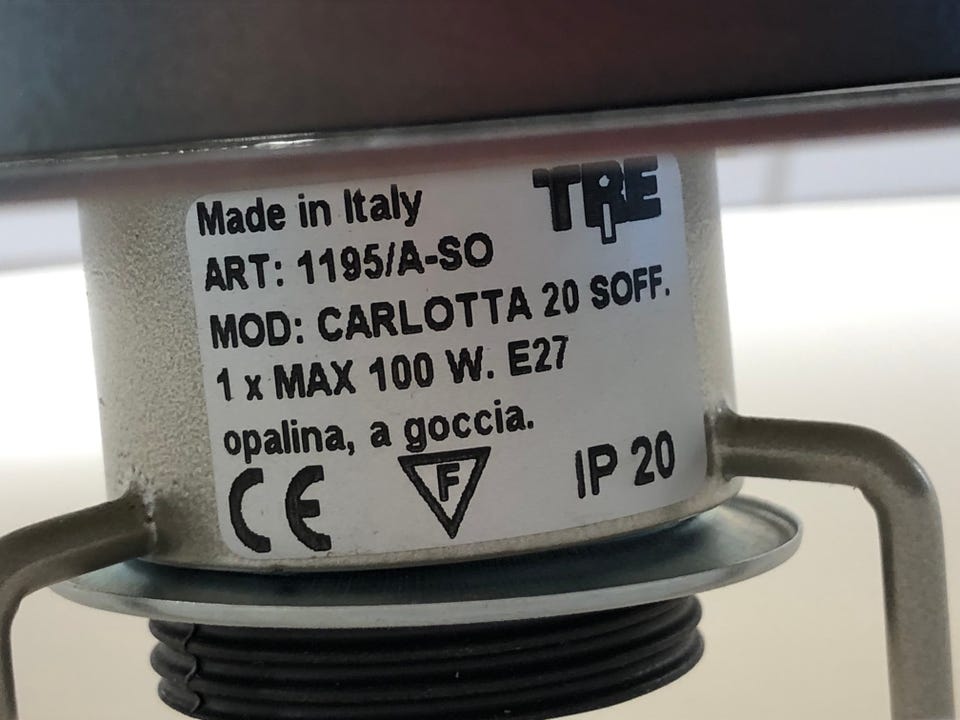 Made in Italy
TRE
ART: 1195/A-SO
MOD: CARLOTTA 20 SOFF.
1 x MAX 100 W. E27
opalina, a goccia.
CE F IP 20